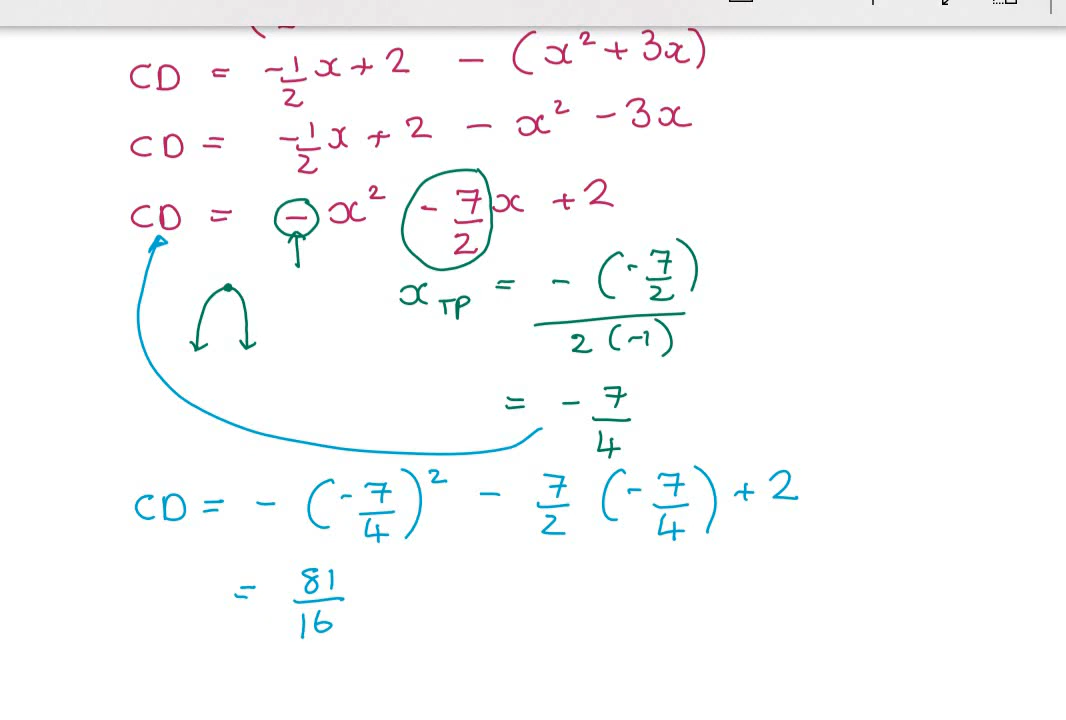 CD = -1/2 x + 2 - (x² + 3x)
CD = -1/2 x + 2 - x² - 3x
CD = - x² - 7/2 x + 2
x TP = - (- 7/2) / 2 (-1)
= - 7/4
CD = - (- 7/4)² - 7/2 (- 7/4) + 2
= 81/16